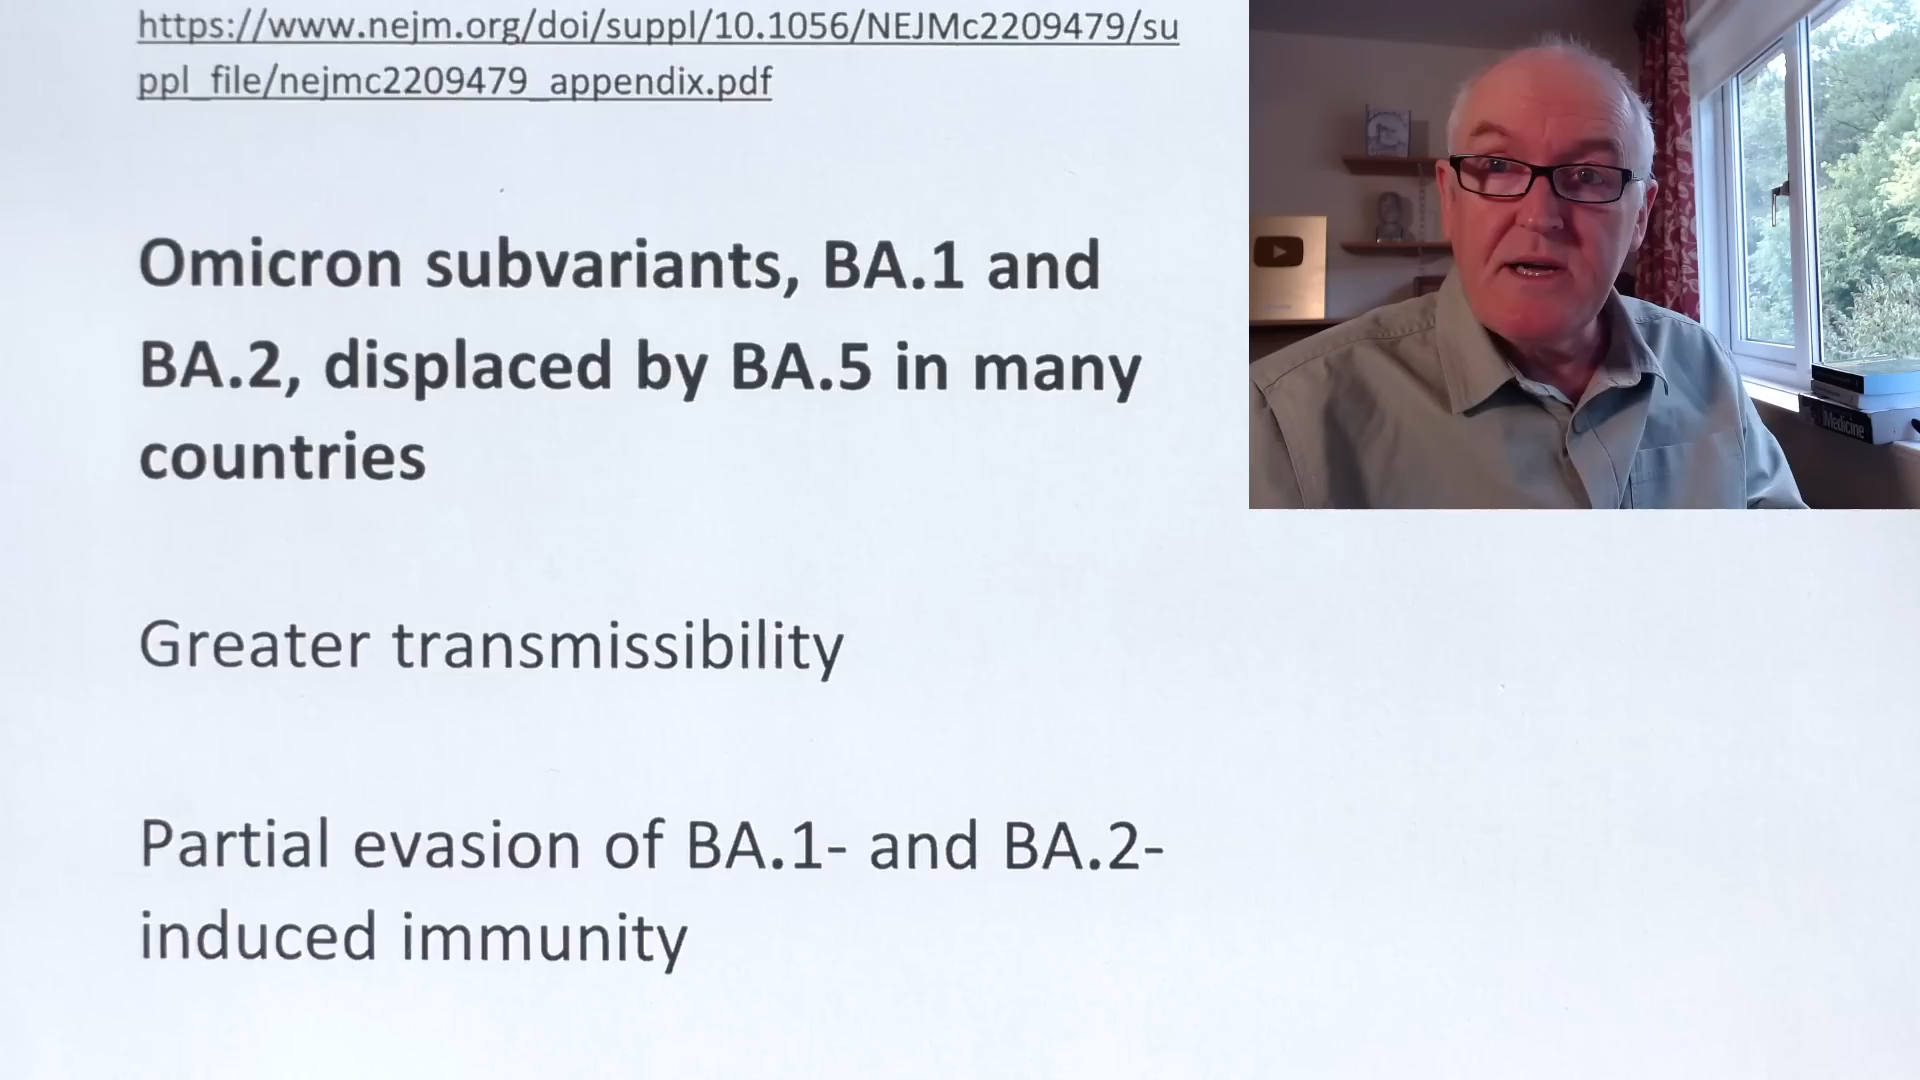 https://www.nejm.org/doi/suppl/10.1056/NEJMc2209479/su
ppl_file/nejmc2209479_appendix.pdf
Omicron subvariants, BA.1 and
BA.2, displaced by BA.5 in many
countries
Greater transmissibility
Partial evasion of BA.1- and BA.2-
induced immunity
Medicine